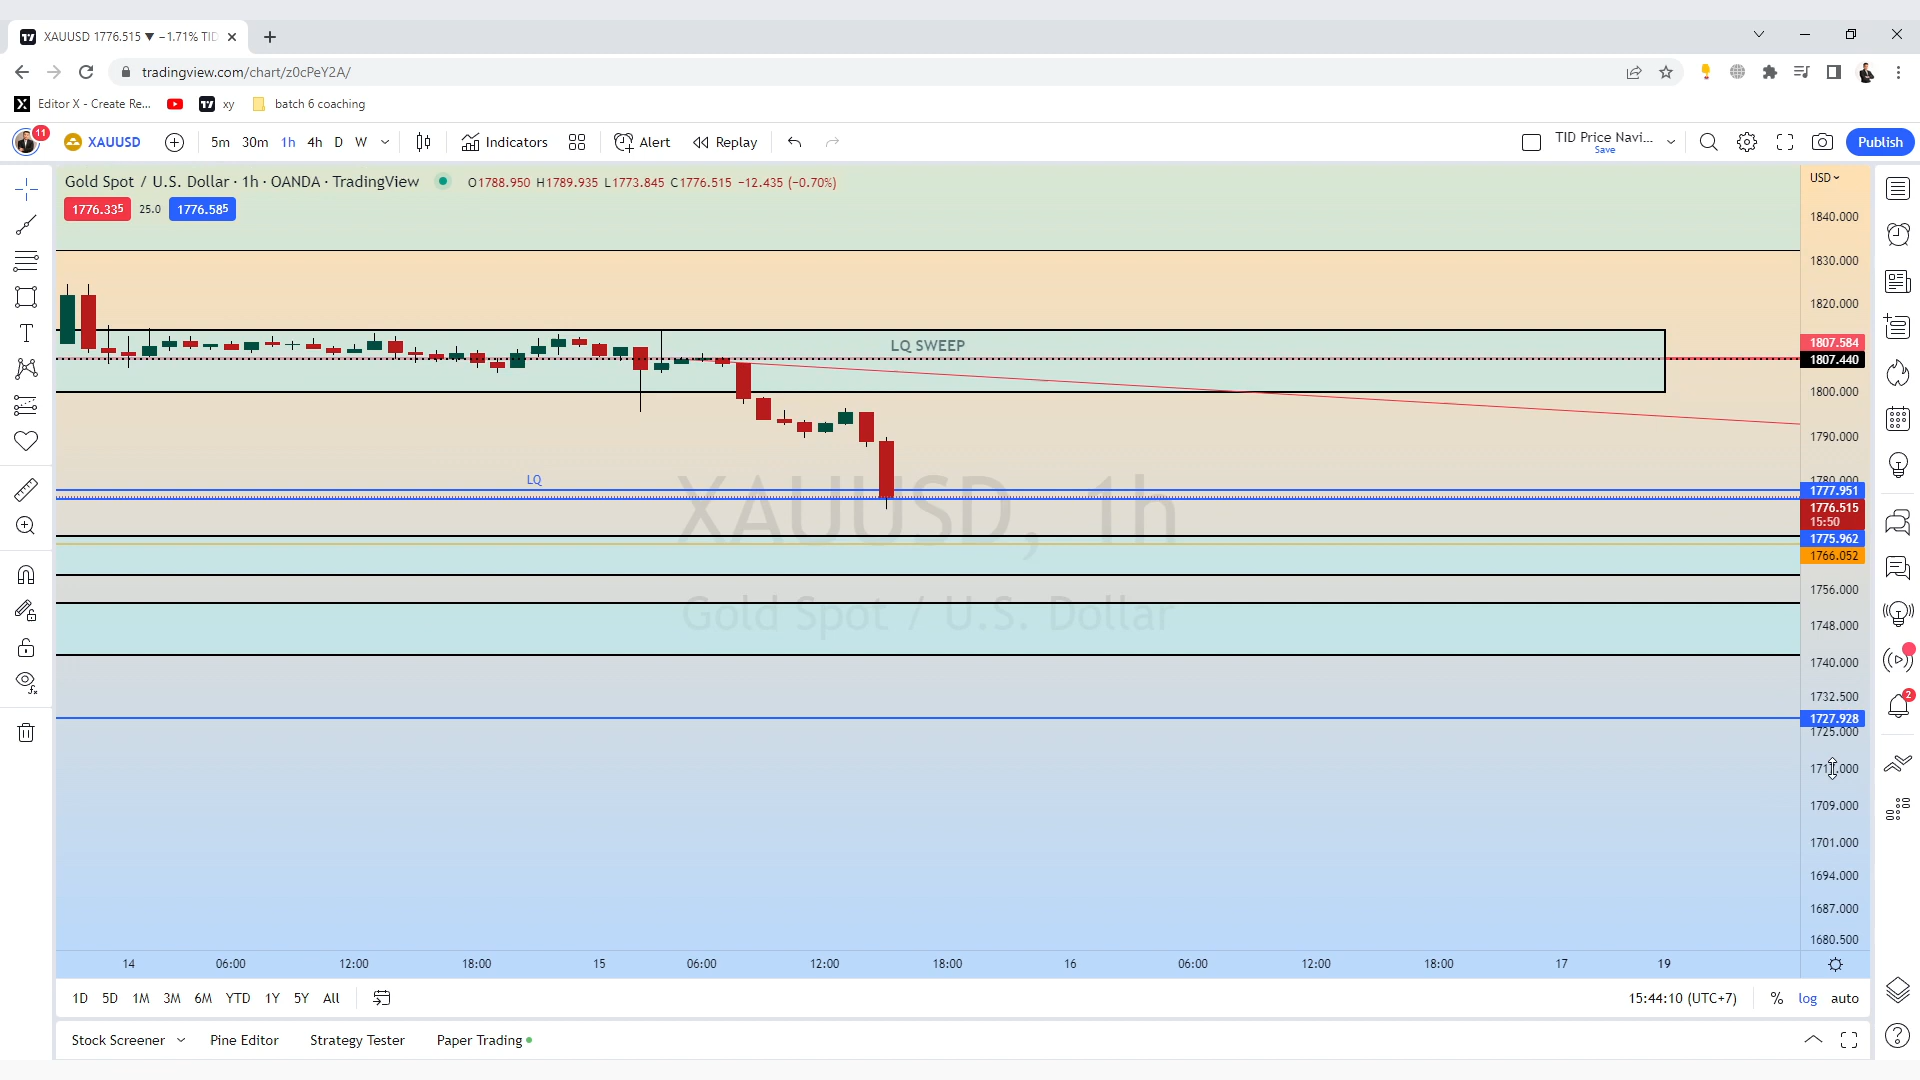 XAUUSD 1776.515 ▼ −1.71% TID
tradingview.com/chart/z0cPeY2A/
Editor X - Create Re... xy batch 6 coaching
11 XAUUSD 5m 30m 1h 4h D W Indicators Alert Replay TID Price Navi... Save Publish
Gold Spot / U.S. Dollar · 1h · OANDA · TradingView O1788.950 H1789.935 L1773.845 C1776.515 −12.435 (−0.70%)
USD
1776.335 25.0 1776.585
1840.000
1830.000
1820.000
1807.584
LQ SWEEP
1807.440
1800.000
1790.000
1780.000
LQ
1777.951
1776.515
15:50
1775.962
1766.052
XAUUSD, 1h
1756.000
Gold Spot / U.S. Dollar
1748.000
1740.000
1732.500
2
1727.928
1725.000
1709.000
1701.000
1694.000
1687.000
1680.500
14 06:00 12:00 18:00 15 06:00 12:00 18:00 16 06:00 12:00 18:00 17 19
1D 5D 1M 3M 6M YTD 1Y 5Y All 15:44:10 (UTC+7) % log auto
Stock Screener Pine Editor Strategy Tester Paper Trading